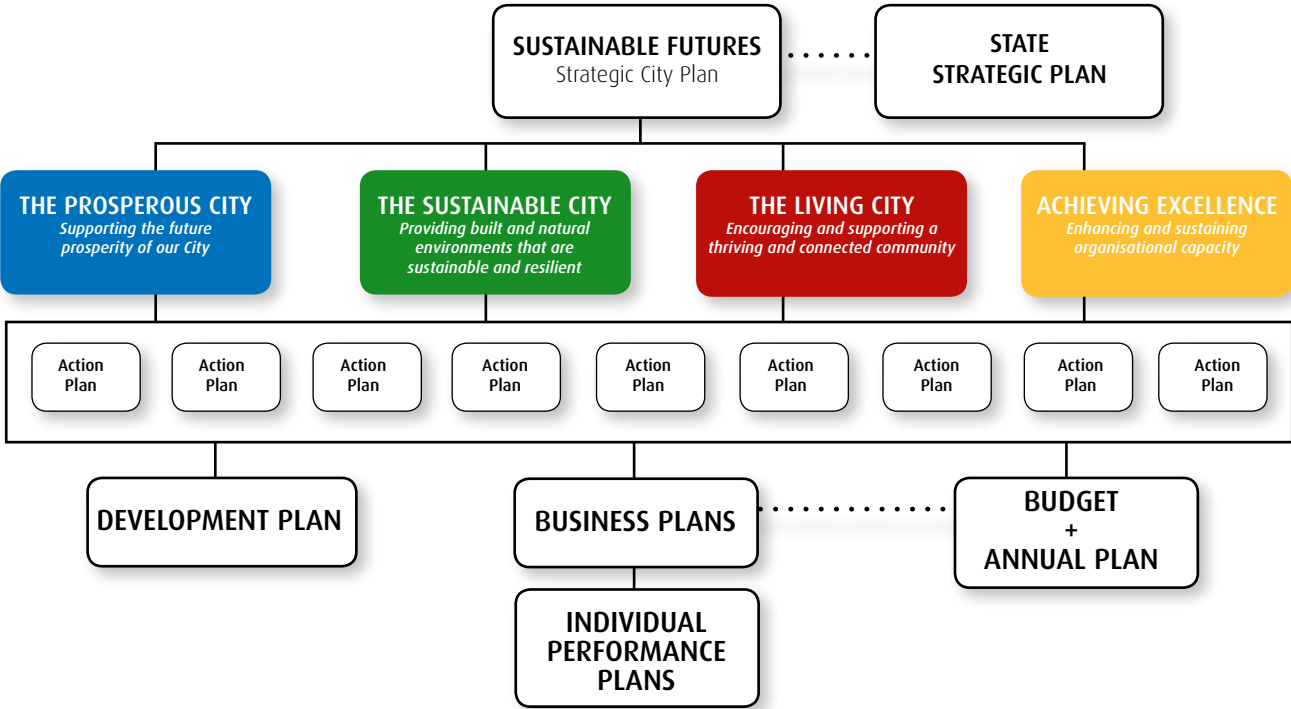 SUSTAINABLE FUTURES
Strategic City Plan
STATE
STRATEGIC PLAN
THE PROSPEROUS CITY
Supporting the future
prosperity of our City
THE SUSTAINABLE CITY
Providing built and natural
environments that are
sustainable and resilient
THE LIVING CITY
Encouraging and supporting a
thriving and connected community
ACHIEVING EXCELLENCE
Enhancing and sustaining
organisational capacity
Action
Plan
Action
Plan
Action
Plan
Action
Plan
Action
Plan
Action
Plan
Action
Plan
Action
Plan
Action
Plan
DEVELOPMENT PLAN
BUSINESS PLANS
BUDGET
+
ANNUAL PLAN
INDIVIDUAL
PERFORMANCE
PLANS